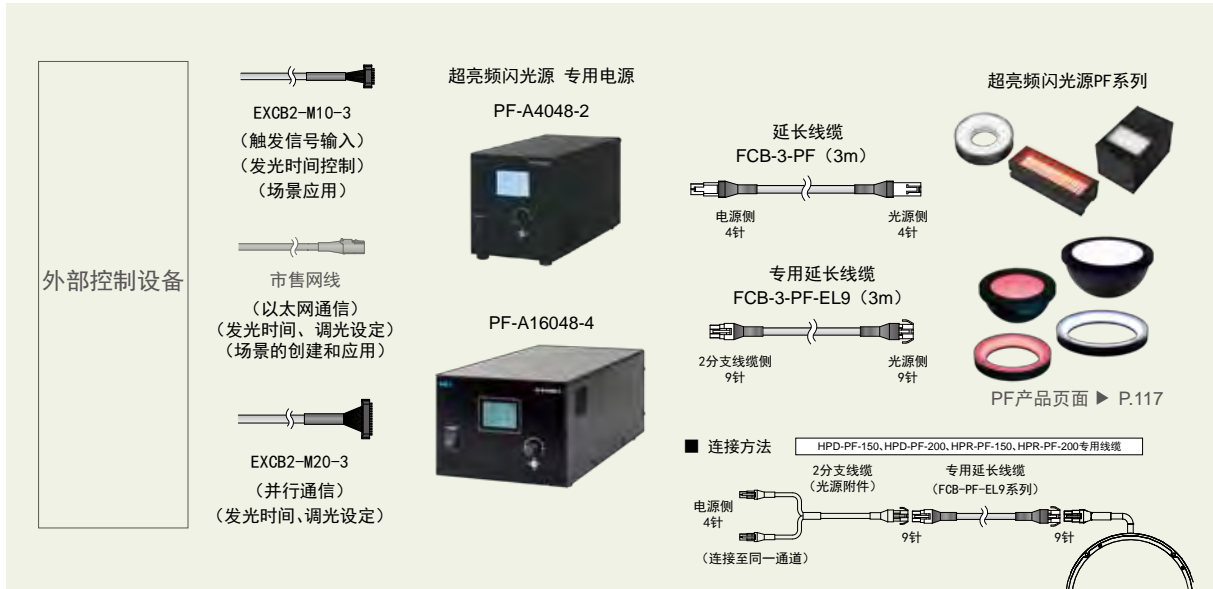 外部控制设备
EXCB2-M10-3
（触发信号输入）
（发光时间控制）
（场景应用）
市售网线
（以太网通信）
（发光时间、调光设定）
（场景的创建和应用）
EXCB2-M20-3
（并行通信）
（发光时间、调光设定）
超亮频闪光源 专用电源
PF-A4048-2
PF-A16048-4
延长线缆
FCB-3-PF（3m）
电源侧
4针
光源侧
4针
专用延长线缆
FCB-3-PF-EL9（3m）
2分支线缆侧
9针
光源侧
9针
超亮频闪光源PF系列
PF产品页面 ▶ P.117
■ 连接方法
HPD-PF-150、HPD-PF-200、HPR-PF-150、HPR-PF-200专用线缆
2分支线缆
（光源附件）
专用延长线缆
（FCB-PF-EL9系列）
电源侧
4针
9针
9针
（连接至同一通道）